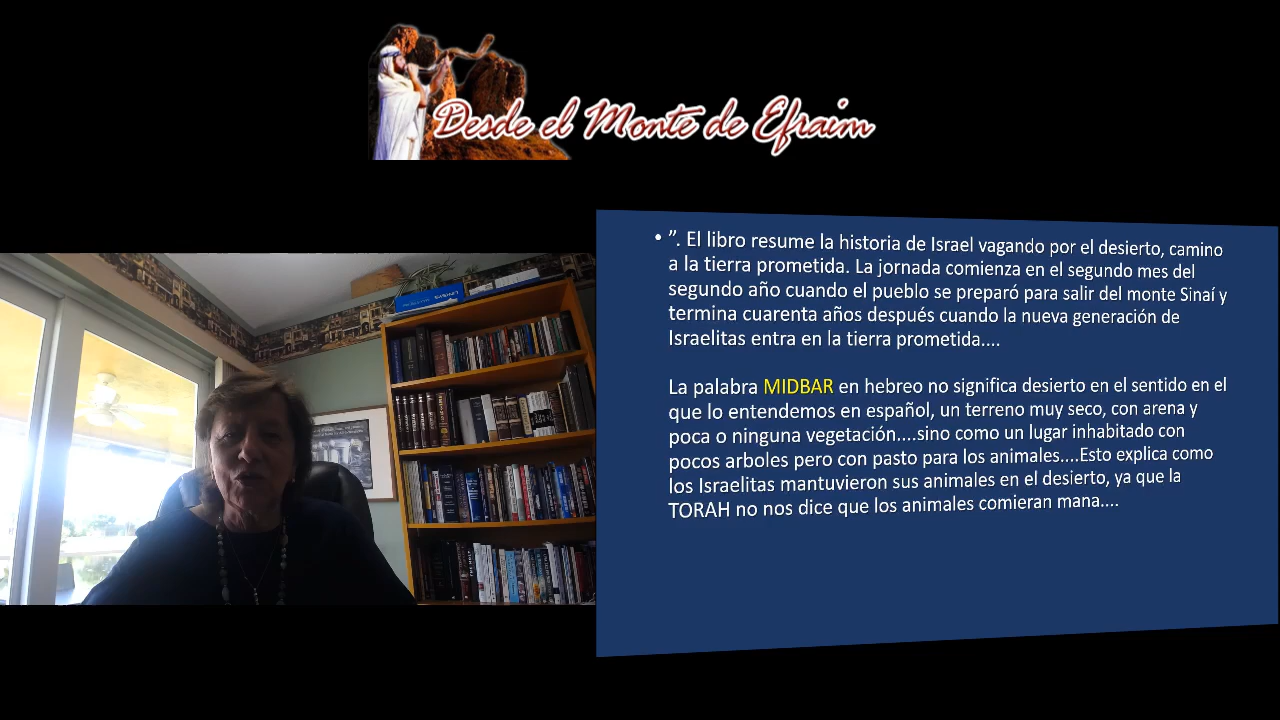 Desde el Monte de Efraim
• ”. El libro resume la historia de Israel vagando por el desierto, camino
a la tierra prometida. La jornada comienza en el segundo mes del
segundo año cuando el pueblo se preparó para salir del monte Sinaí y
termina cuarenta años después cuando la nueva generación de
Israelitas entra en la tierra prometida....
La palabra MIDBAR en hebreo no significa desierto en el sentido en el
que lo entendemos en español, un terreno muy seco, con arena y
poca o ninguna vegetación....sino como un lugar inhabitado con
pocos arboles pero con pasto para los animales....Esto explica como
los Israelitas mantuvieron sus animales en el desierto, ya que la
TORAH no nos dice que los animales comieran mana....